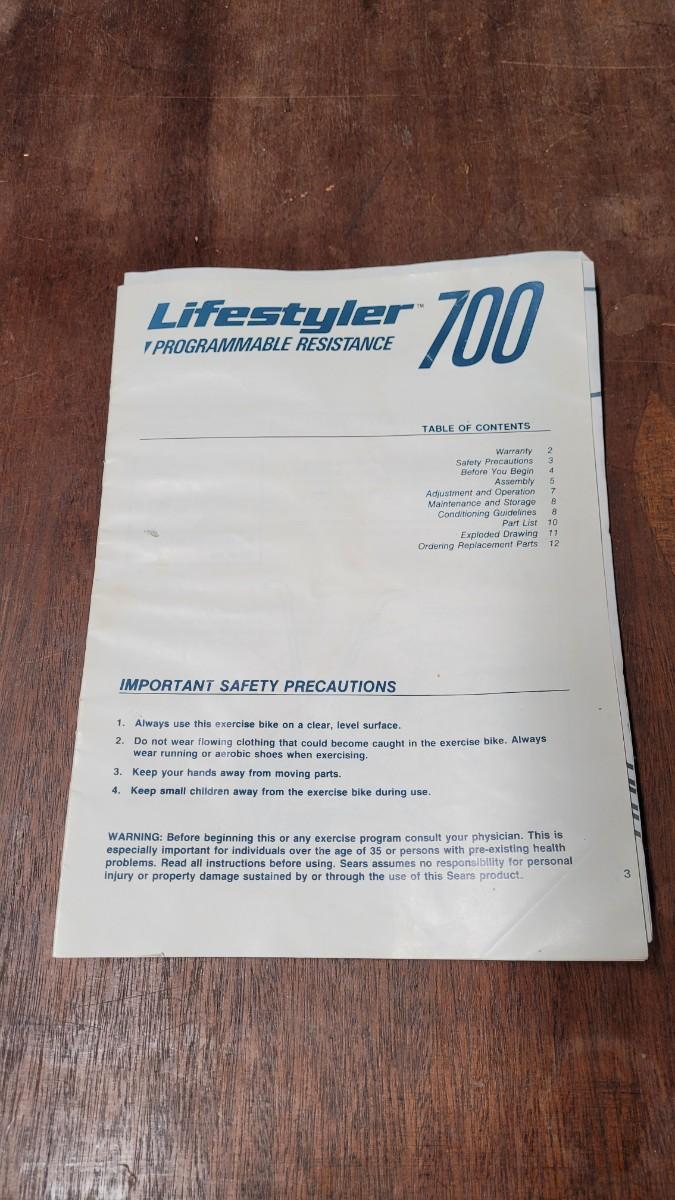 Lifestyler™ 700
PROGRAMMABLE RESISTANCE
TABLE OF CONTENTS
Warranty 2
Safety Precautions 3
Before You Begin 4
Assembly 5
Adjustment and Operation 7
Maintenance and Storage 8
Conditioning Guidelines 8
Part List 10
Exploded Drawing 11
Ordering Replacement Parts 12
IMPORTANT SAFETY PRECAUTIONS
1. Always use this exercise bike on a clear, level surface.
2. Do not wear flowing clothing that could become caught in the exercise bike. Always
wear running or aerobic shoes when exercising.
3. Keep your hands away from moving parts.
4. Keep small children away from the exercise bike during use.
WARNING: Before beginning this or any exercise program consult your physician. This is
especially important for individuals over the age of 35 or persons with pre-existing health
problems. Read all instructions before using. Sears assumes no responsibility for personal
injury or property damage sustained by or through the use of this Sears product.
3